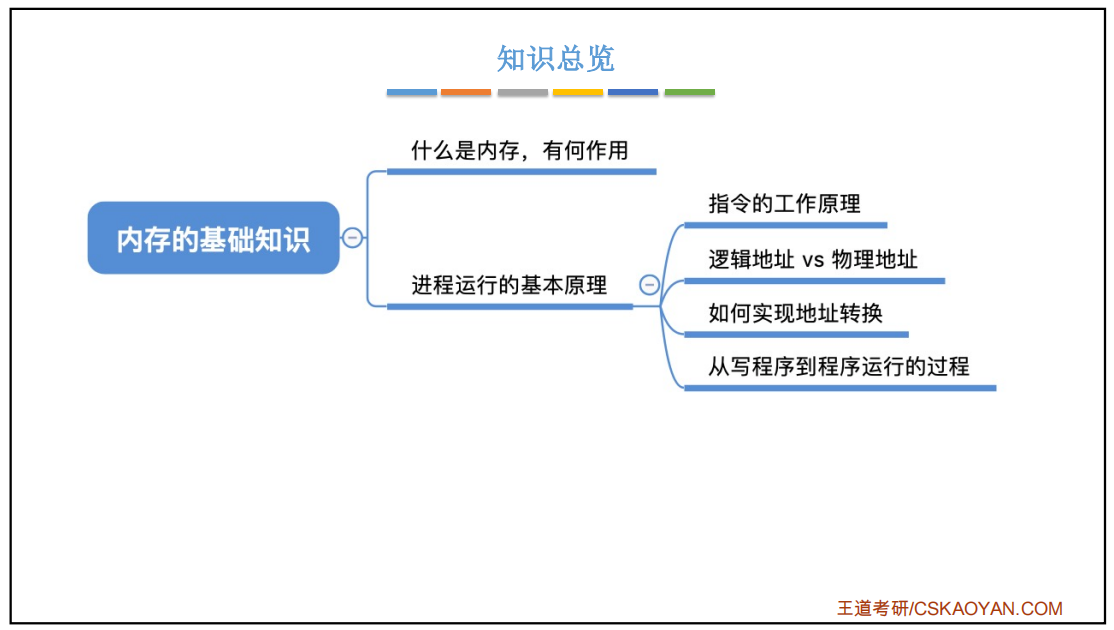 知识总览
什么是内存，有何作用
内存的基础知识
进程运行的基本原理
指令的工作原理
逻辑地址 vs 物理地址
如何实现地址转换
从写程序到程序运行的过程
王道考研/CSKAOYAN.COM